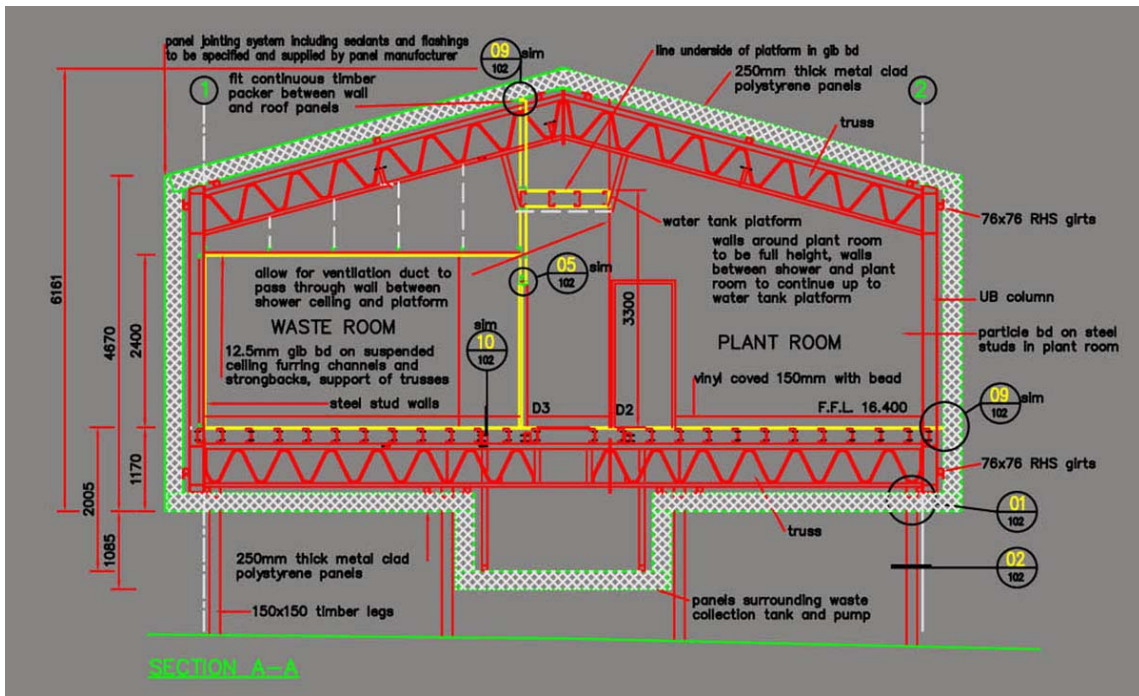 panel jointing system including sealants and flashings
to be specified and supplied by panel manufacturer
09
102
sim
line underside of platform in gib bd
250mm thick metal clad
polystyrene panels
1
fit continuous timber
packer between wall
and roof panels
2
truss
water tank platform
76x76 RHS girts
walls around plant room
to be full height, walls
between shower and plant
room to continue up to
water tank platform
allow for ventilation duct to
pass through wall between
shower ceiling and platform
05
102
sim
6161
4670
2400
3300
UB column
WASTE ROOM
sim
10
102
PLANT ROOM
particle bd on steel
studs in plant room
12.5mm gib bd on suspended
ceiling furring channels and
strongbacks, support of trusses
vinyl coved 150mm with bead
steel stud walls
D3
D2
F.F.L. 16.400
09
102
sim
2005
1170
76x76 RHS girts
01
102
1085
truss
250mm thick metal clad
polystyrene panels
02
102
150x150 timber legs
panels surrounding waste
collection tank and pump
SECTION A-A